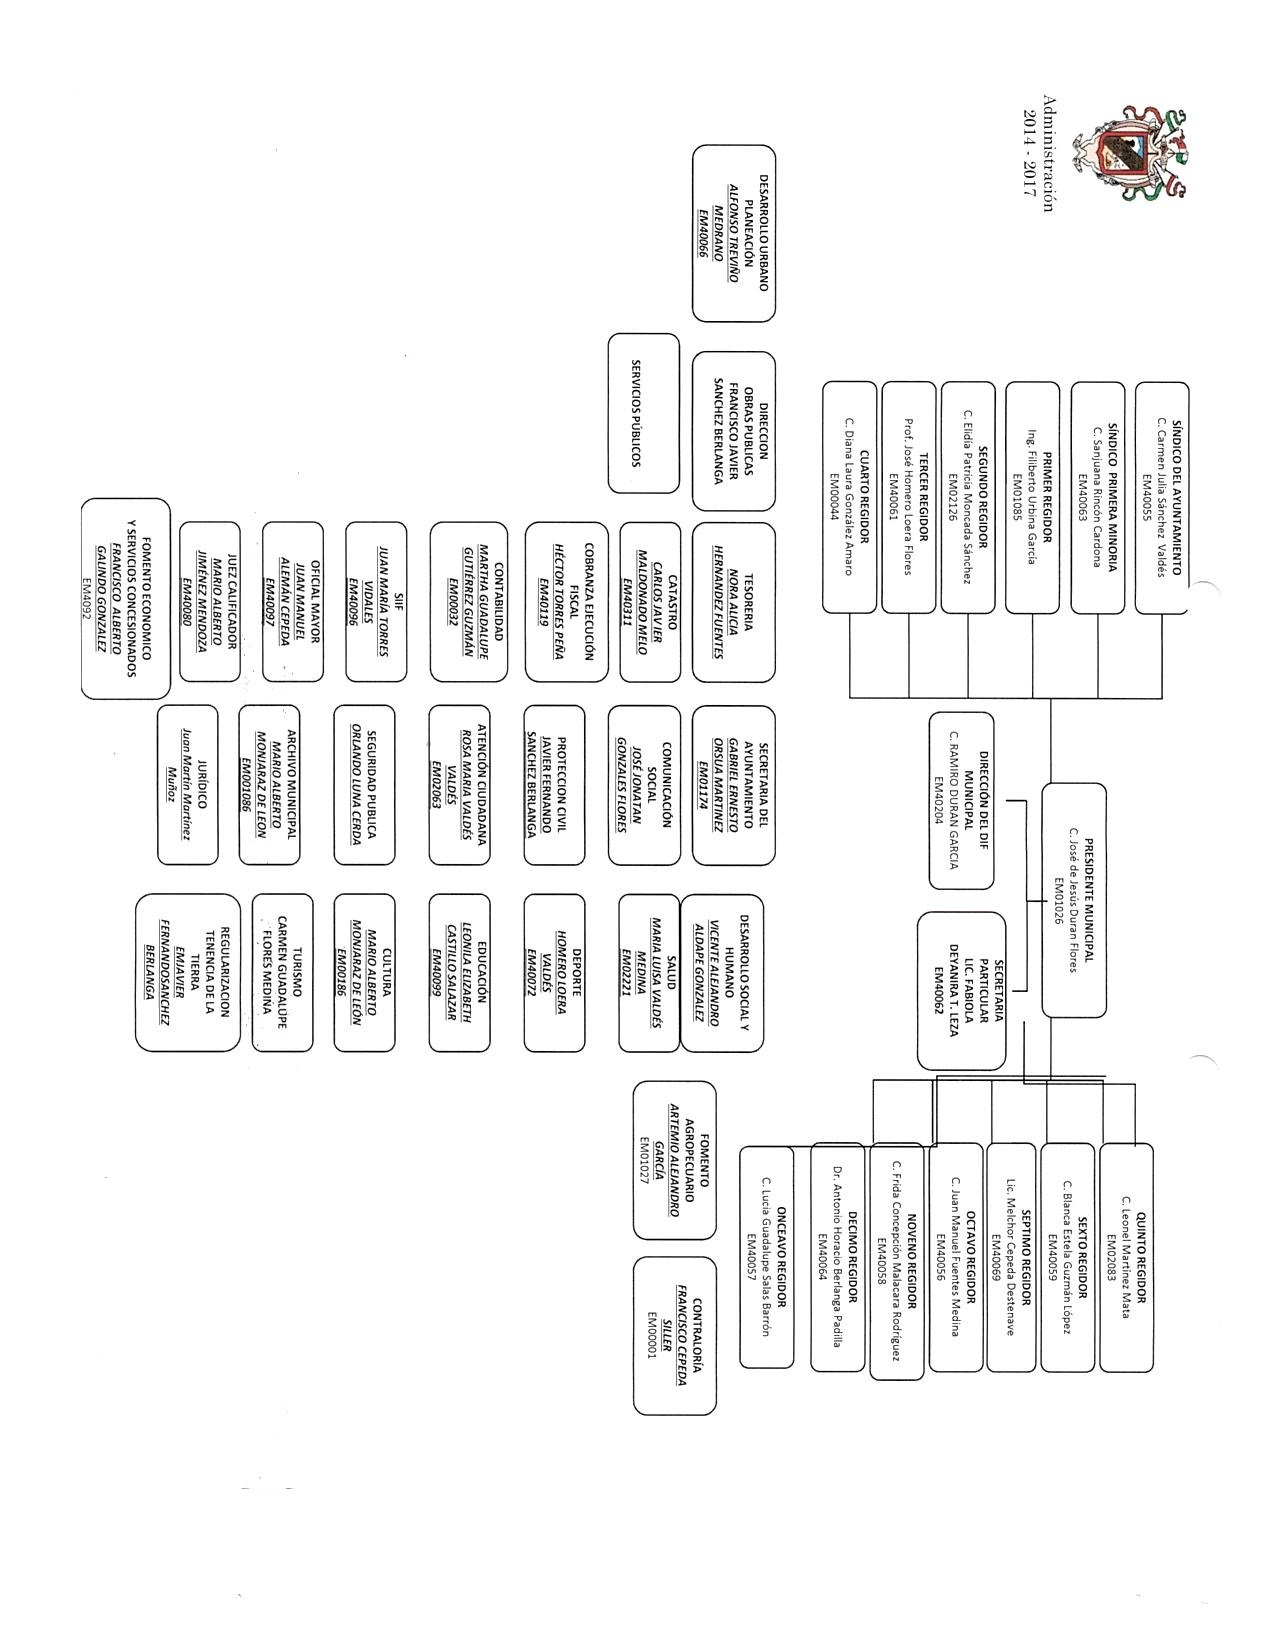 Administración
2014 - 2017
SÍNDICO DEL AYUNTAMIENTO
C. Carmen Julia Sánchez Valdés
EM40055
SÍNDICO PRIMERA MINORIA
C. Sanjuana Rincón Cardona
EM40063
PRIMER REGIDOR
Ing. Filiberto Urbina García
EM01085
SEGUNDO REGIDOR
C. Elidia Patricia Moncada Sánchez
EM02126
TERCER REGIDOR
Prof. José Homero Loera Flores
EM40061
CUARTO REGIDOR
C. Diana Laura González Amaro
EM00044
PRESIDENTE MUNICIPAL
C. José de Jesús Duran Flores
EM01026
DIRECCIÓN DEL DIF
MUNICIPAL
C. RAMIRO DURAN GARCIA
EM40204
SECRETARIA
PARTICULAR
LIC. FABIOLA
DEYANIRA T. LEZA
EM40062
QUINTO REGIDOR
C. Leonel Martínez Mata
EM02083
SEXTO REGIDOR
C. Blanca Estela Guzmán López
EM40059
SEPTIMO REGIDOR
Lic. Melchor Cepeda Destenave
EM40069
OCTAVO REGIDOR
C. Juan Manuel Fuentes Medina
EM40056
NOVENO REGIDOR
C. Frida Concepción Malacara Rodríguez
EM40058
DECIMO REGIDOR
Dr. Antonio Horacio Berlanga Padilla
EM40064
ONCEAVO REGIDOR
C. Lucia Guadalupe Salas Barrón
EM40057
DESARROLLO URBANO
PLANEACIÓN
ALFONSO TREVIÑO
MEDRANO
EM40066
DIRECCION
OBRAS PUBLICAS
FRANCISCO JAVIER
SANCHEZ BERLANGA
SERVICIOS PÚBLICOS
TESORERIA
NORA ALICIA
HERNANDEZ FUENTES
CATASTRO
CARLOS JAVIER
MALDONADO MELO
EM40311
COBRANZA EJECUCIÓN
FISCAL
HÉCTOR TORRES PEÑA
EM40119
CONTABILIDAD
MARTHA GUADALUPE
GUTIÉRREZ GUZMÁN
EM00032
SIIF
JUAN MARÍA TORRES
VIDALES
EM40096
OFICIAL MAYOR
JUAN MANUEL
ALEMÁN CEPEDA
EM40097
JUEZ CALIFICADOR
MARIO ALBERTO
JIMÉNEZ MENDOZA
EM40080
FOMENTO ECONOMICO
Y SERVICIOS CONCESIONADOS
FRANCISCO ALBERTO
GALINDO GONZALEZ
EM4092
SECRETARIA DEL
AYUNTAMIENTO
GABRIEL ERNESTO
ORSUA MARTINEZ
EM01174
COMUNICACIÓN
SOCIAL
JOSÉ JONATAN
GONZALES FLORES
PROTECCION CIVIL
JAVIER FERNANDO
SANCHEZ BERLANGA
ATENCIÓN CIUDADANA
ROSA MARIA VALDÉS
VALDÉS
EM02063
SEGURIDAD PUBLICA
ORLANDO LUNA CERDA
ARCHIVO MUNICIPAL
MARIO ALBERTO
MONJARAZ DE LEON
EM001086
JURÍDICO
Juan Martín Martínez
Muñoz
DESARROLLO SOCIAL Y
HUMANO
VICENTE ALEJANDRO
ALDAPE GONZALEZ
SALUD
MARIA LUISA VALDÉS
MEDINA
EM02221
DEPORTE
HOMERO LOERA
VALDÉS
EM40072
EDUCACIÓN
LEONILA ELIZABETH
CASTILLO SALAZAR
EM40099
CULTURA
MARIO ALBERTO
MONJARAZ DE LEÓN
EM00186
TURISMO
CARMEN GUADALUPE
FLORES MEDINA
REGULARIZACION
TENENCIA DE LA
TIERRA
EMJAVIER
FERNANDOSANCHEZ
BERLANGA
FOMENTO
AGROPECUARIO
ARTEMIO ALEJANDRO
GARCÍA
EM01027
CONTRALORÍA
FRANCISCO CEPEDA
SILLER
EM00001